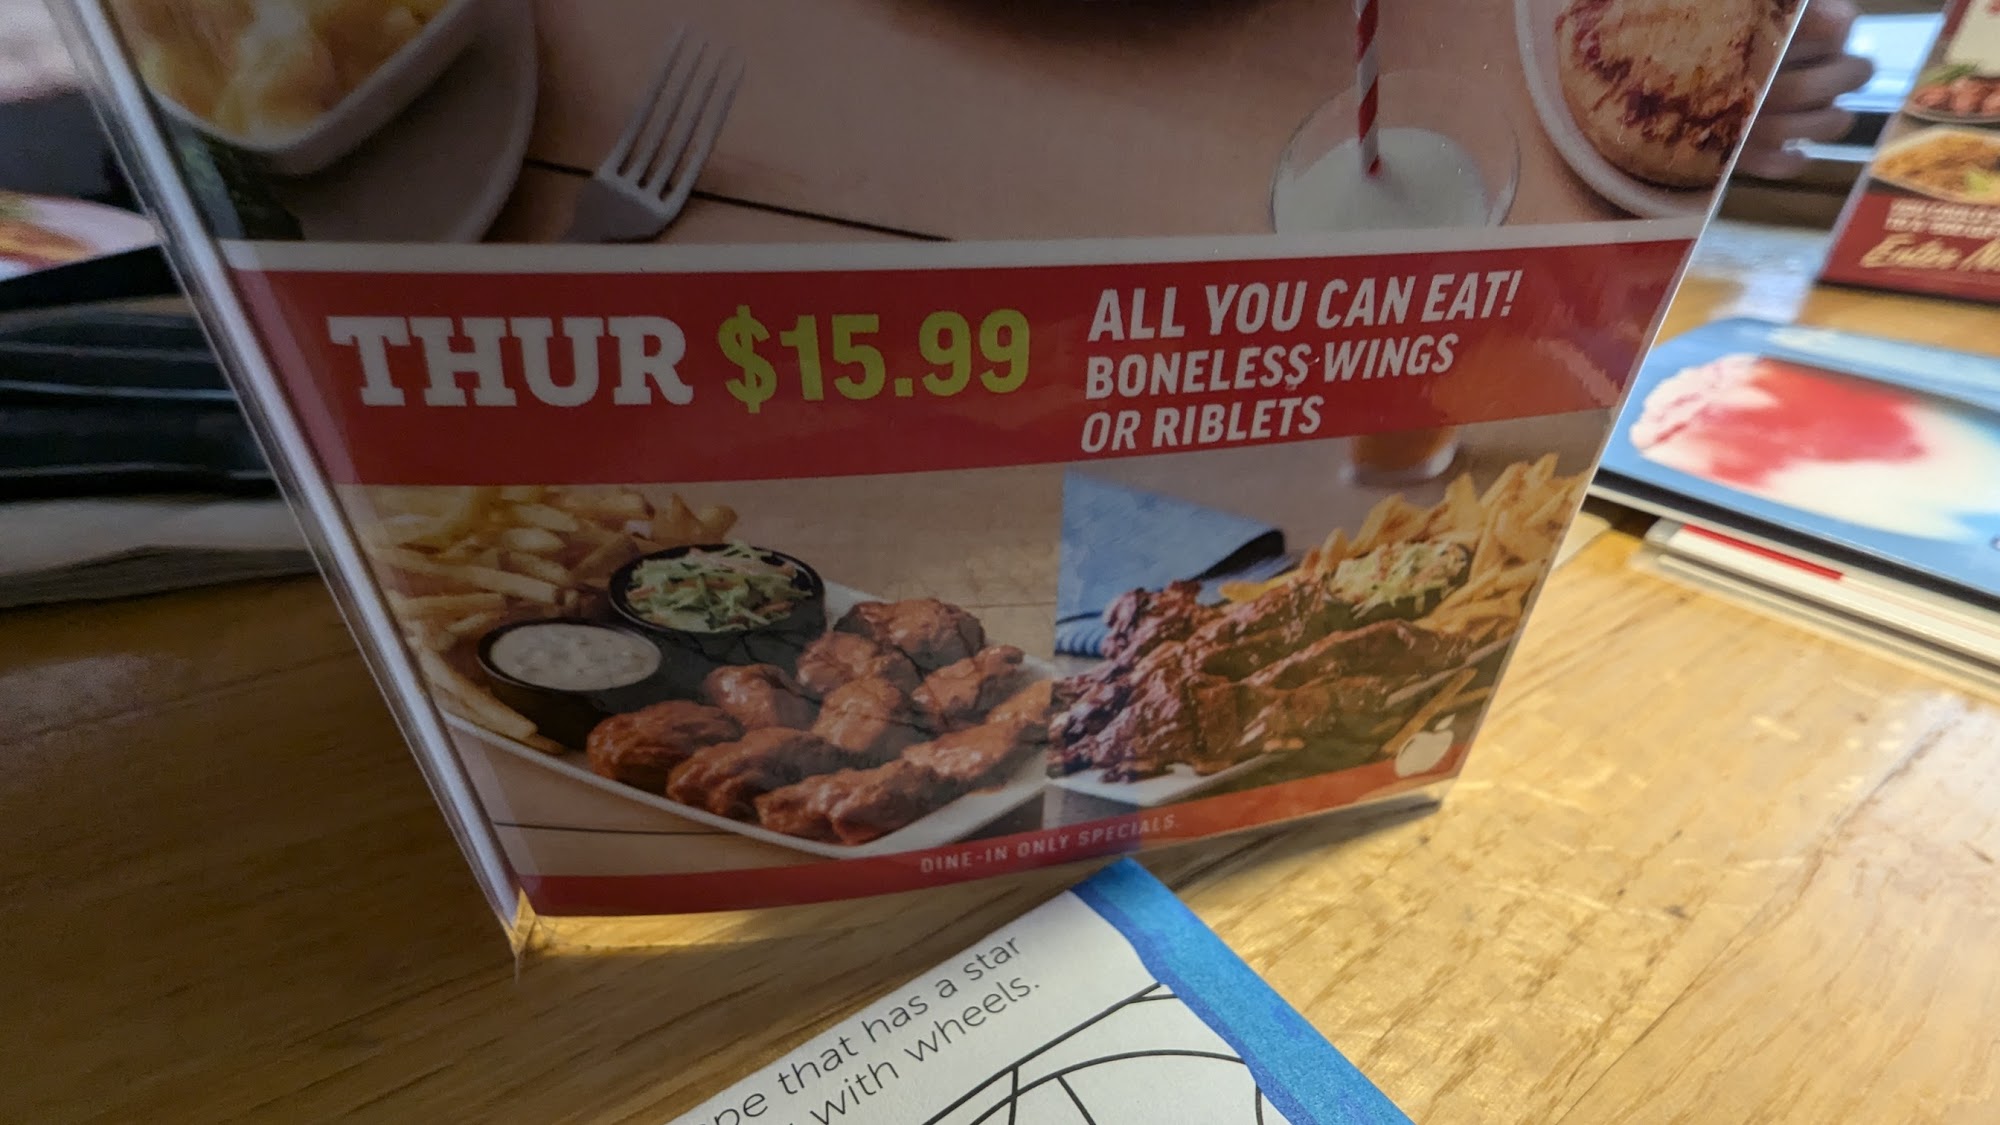 THUR $15.99
ALL YOU CAN EAT!
BONELESS WINGS
OR RIBLETS
DINE-IN ONLY SPECIALS.
that has a star
with wheels.